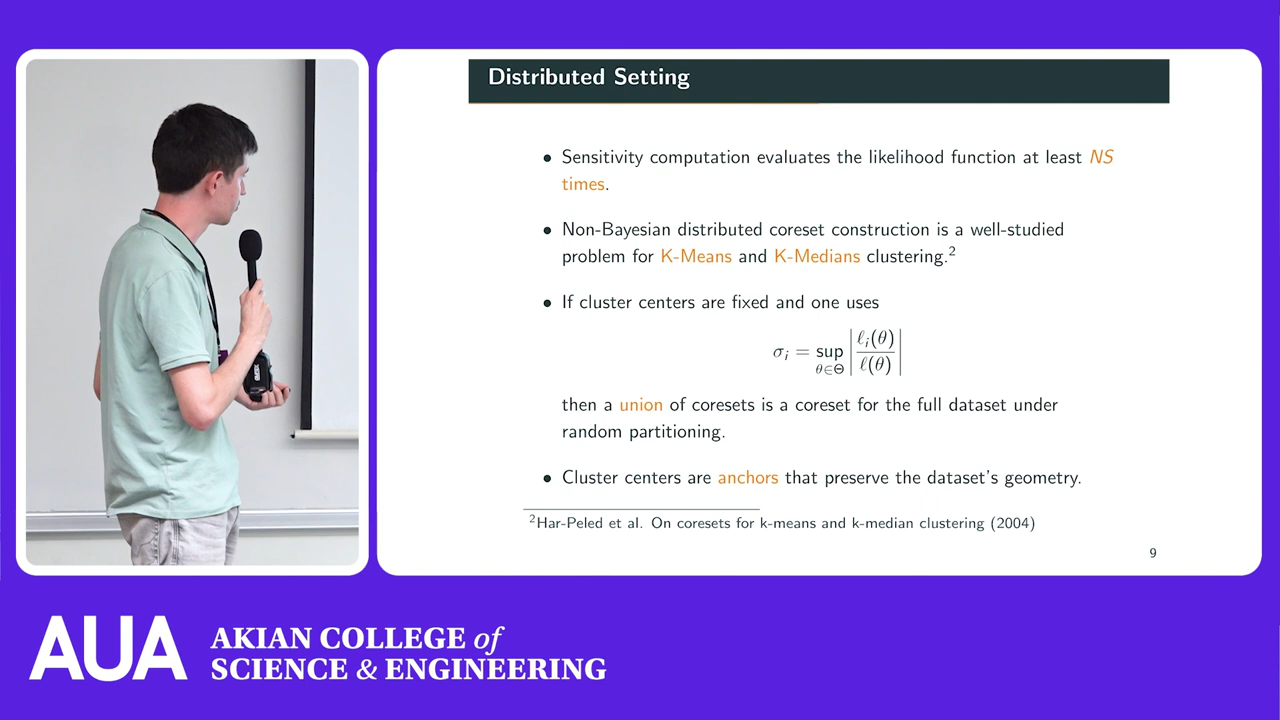 Distributed Setting
• Sensitivity computation evaluates the likelihood function at least NS
times.
• Non-Bayesian distributed coreset construction is a well-studied
problem for K-Means and K-Medians clustering.²
• If cluster centers are fixed and one uses
σᵢ = sup_{θ∈Θ} |ℓᵢ(θ)/ℓ(θ)|
then a union of coresets is a coreset for the full dataset under
random partitioning.
• Cluster centers are anchors that preserve the dataset's geometry.
²Har-Peled et al. On coresets for k-means and k-median clustering (2004)
9
AUA
AKIAN COLLEGE of
SCIENCE & ENGINEERING